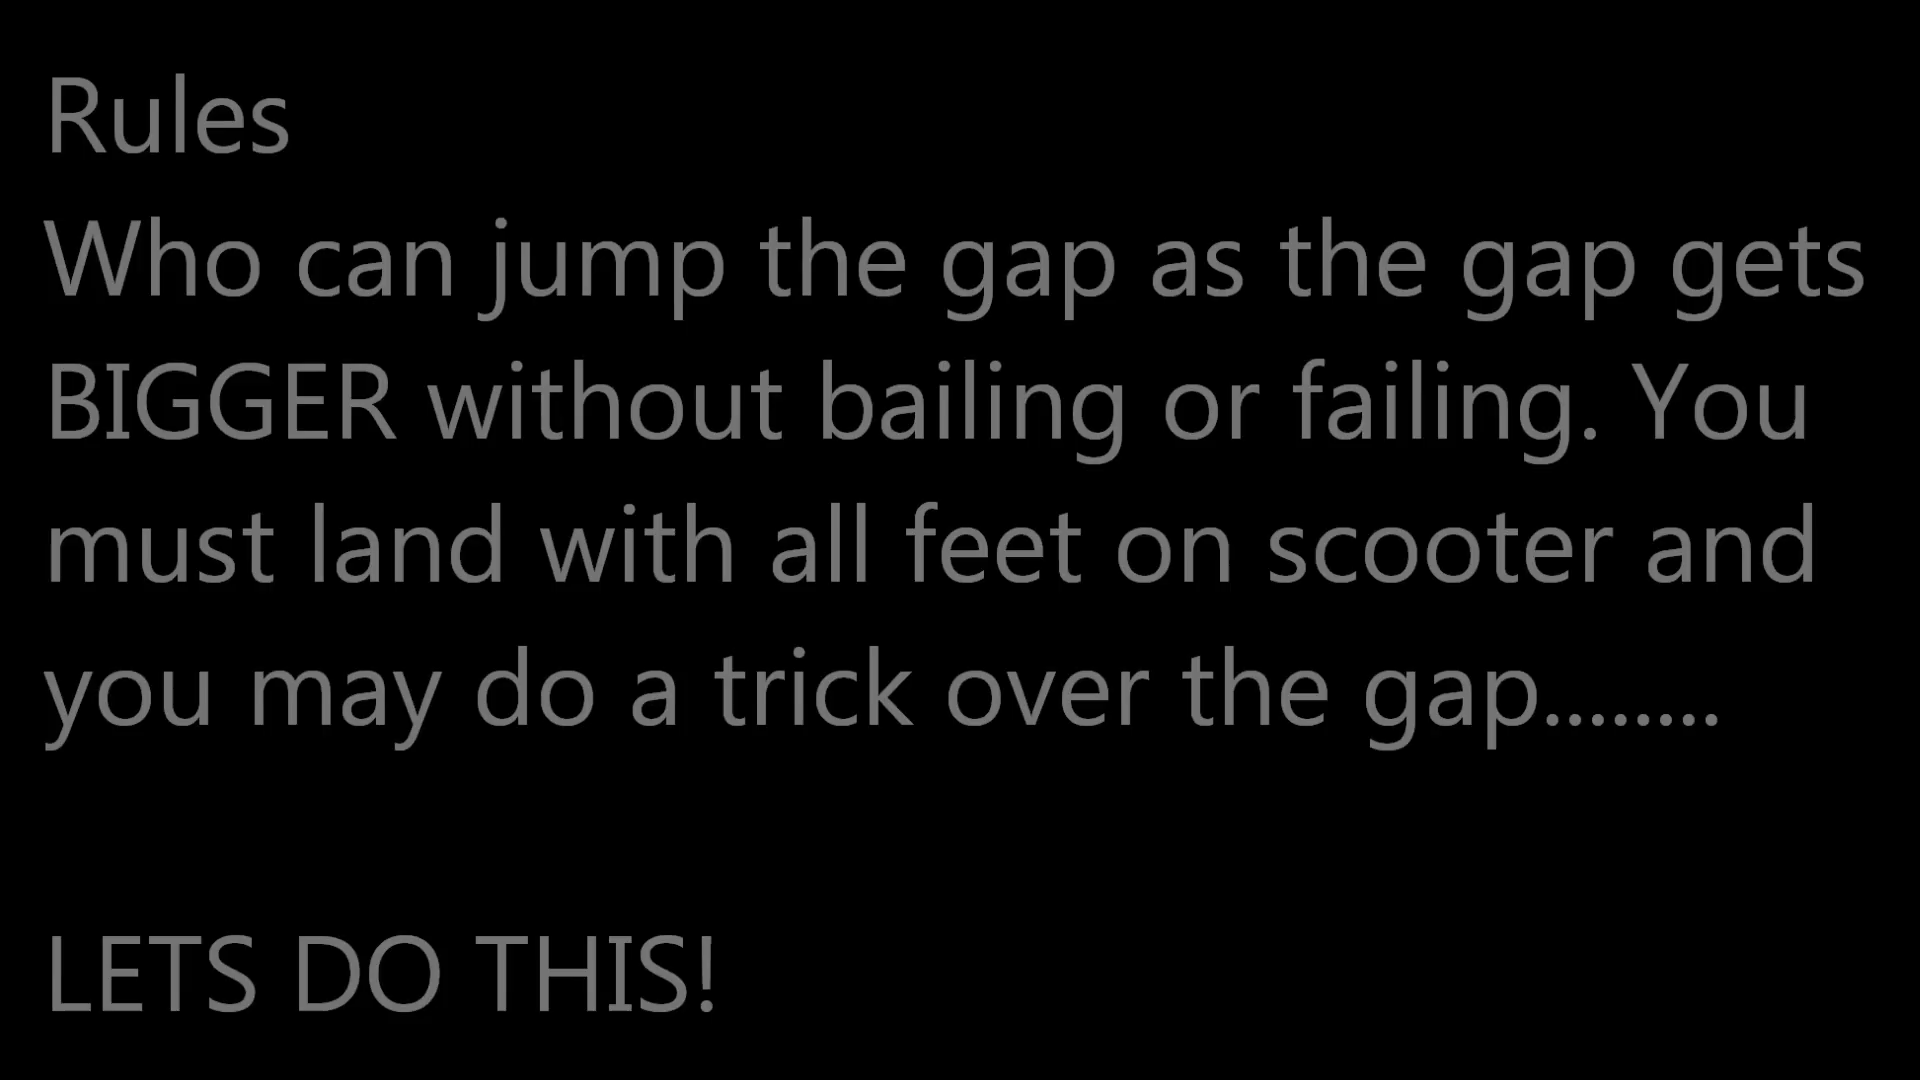 Rules
Who can jump the gap as the gap gets
BIGGER without bailing or failing. You
must land with all feet on scooter and
you may do a trick over the gap........
LETS DO THIS!